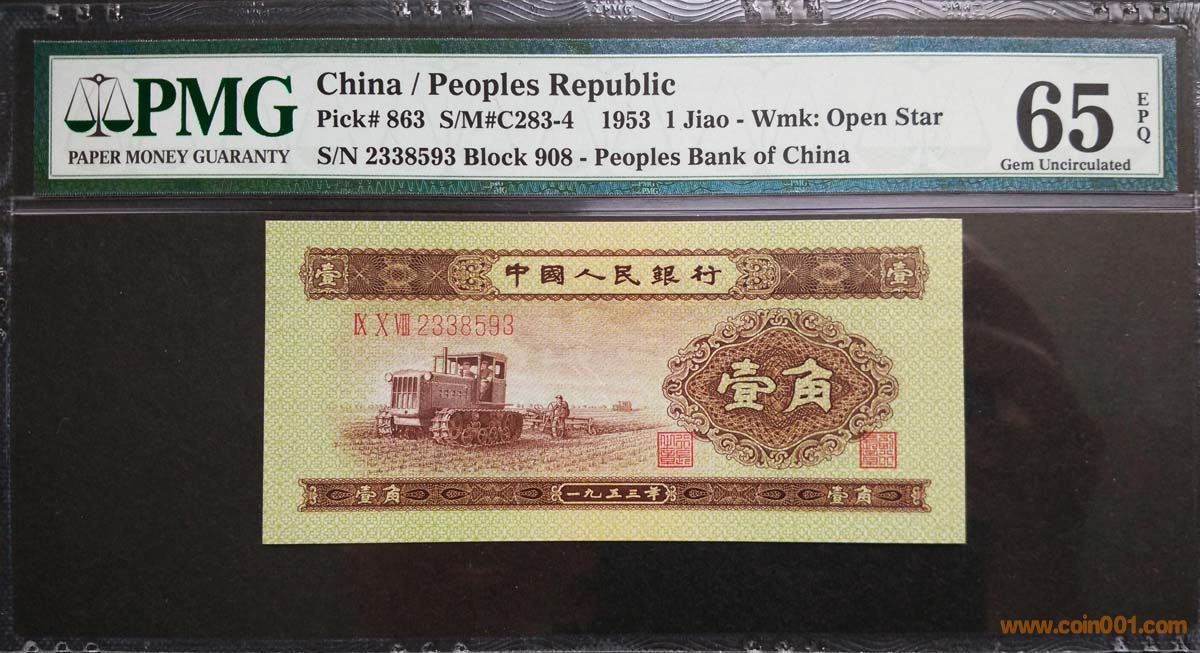 PMG
PAPER MONEY GUARANTY
China / Peoples Republic
Pick# 863 S/M#C283-4 1953 1 Jiao - Wmk: Open Star
S/N 2338593 Block 908 - Peoples Bank of China
65
EPQ
Gem Uncirculated
壹 中國人民銀行 壹
Ⅸ Ⅹ Ⅷ 2338593
壹角
壹角 一九五三年 壹角
www.coin001.com